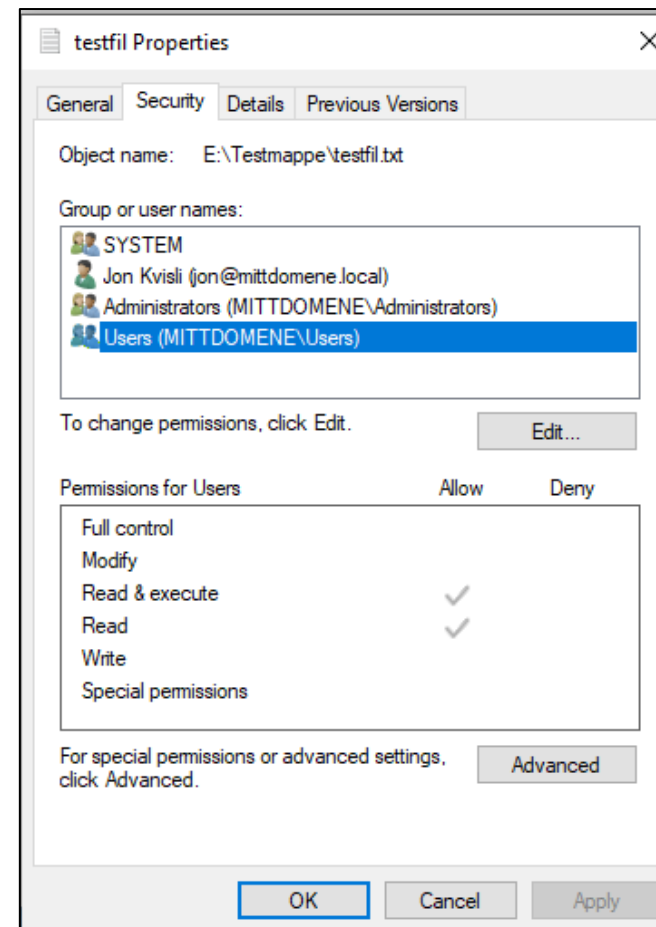 testfil Properties
General Security Details Previous Versions
Object name: E:\Testmappe\testfil.txt
Group or user names:
SYSTEM
Jon Kvisli (jon@mittdomene.local)
Administrators (MITTDOMENE\Administrators)
Users (MITTDOMENE\Users)
To change permissions, click Edit.
Edit...
Permissions for Users Allow Deny
Full control
Modify
Read & execute
Read
Write
Special permissions
For special permissions or advanced settings,
click Advanced.
Advanced
OK Cancel Apply